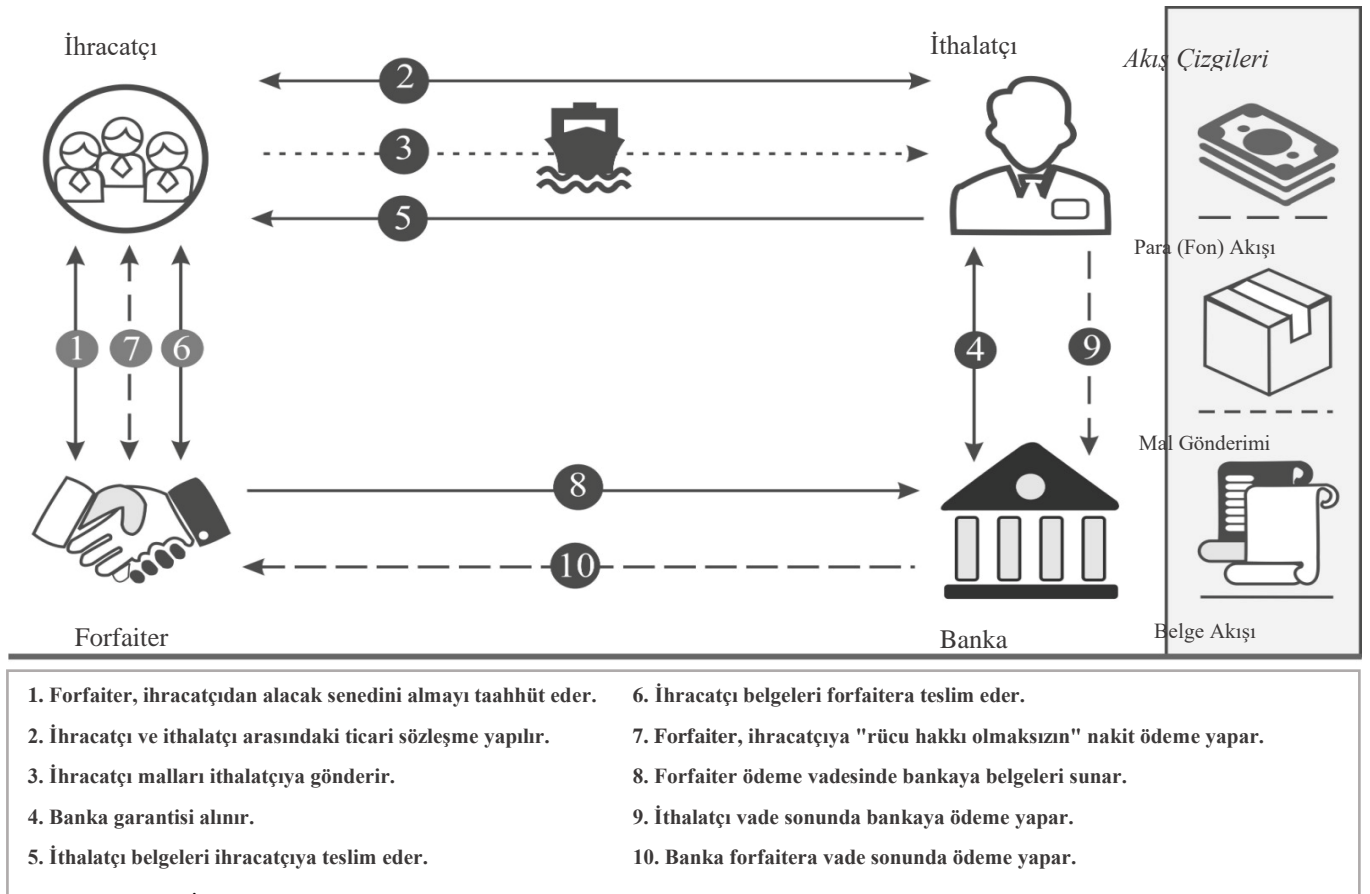 İhracatçı
İthalatçı
Akış Çizgileri
2
3
5
Para (Fon) Akışı
1 7 6
4 9
Mal Gönderimi
8
10
Forfaiter
Banka
Belge Akışı
1. Forfaiter, ihracatçıdan alacak senedini almayı taahhüt eder.
2. İhracatçı ve ithalatçı arasındaki ticari sözleşme yapılır.
3. İhracatçı malları ithalatçıya gönderir.
4. Banka garantisi alınır.
5. İthalatçı belgeleri ihracatçıya teslim eder.
6. İhracatçı belgeleri forfaitera teslim eder.
7. Forfaiter, ihracatçıya "rücu hakkı olmaksızın" nakit ödeme yapar.
8. Forfaiter ödeme vadesinde bankaya belgeleri sunar.
9. İthalatçı vade sonunda bankaya ödeme yapar.
10. Banka forfaitera vade sonunda ödeme yapar.